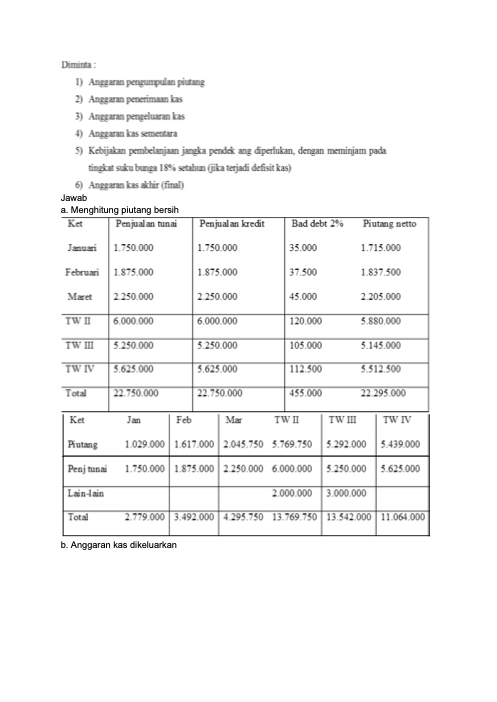 Diminta :
1) Anggaran pengumpulan piutang
2) Anggaran penerimaan kas
3) Anggaran pengeluaran kas
4) Anggaran kas sementara
5) Kebijakan pembelanjaan jangka pendek ang diperlukan, dengan meminjam pada
tingkat suku bunga 18% setahun (jika terjadi defisit kas)
6) Anggaran kas akhir (final)
Jawab
a. Menghitung piutang bersih
Ket Penjualan tunai Penjualan kredit Bad debt 2% Piutang netto
Januari 1.750.000 1.750.000 35.000 1.715.000
Februari 1.875.000 1.875.000 37.500 1.837.500
Maret 2.250.000 2.250.000 45.000 2.205.000
TW II 6.000.000 6.000.000 120.000 5.880.000
TW III 5.250.000 5.250.000 105.000 5.145.000
TW IV 5.625.000 5.625.000 112.500 5.512.500
Total 22.750.000 22.750.000 455.000 22.295.000
Ket Jan Feb Mar TW II TW III TW IV
Piutang 1.029.000 1.617.000 2.045.750 5.769.750 5.292.000 5.439.000
Penj tunai 1.750.000 1.875.000 2.250.000 6.000.000 5.250.000 5.625.000
Lain-lain 2.000.000 3.000.000
Total 2.779.000 3.492.000 4.295.750 13.769.750 13.542.000 11.064.000
b. Anggaran kas dikeluarkan